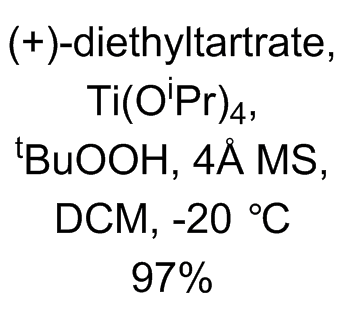 (+)-diethyltartrate,
Ti(OⁱPr)₄,
ᵗBuOOH, 4Å MS,
DCM, -20 °C
97%